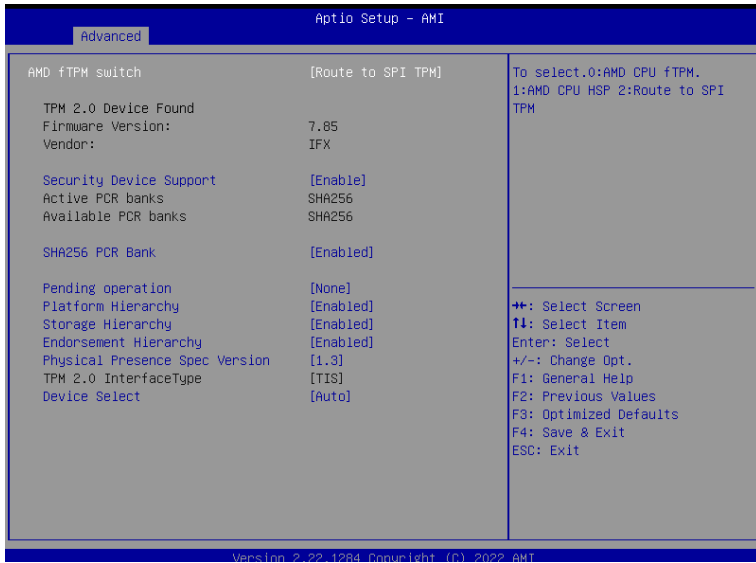 Aptio Setup – AMI
Advanced
AMD fTPM switch [Route to SPI TPM]
TPM 2.0 Device Found
Firmware Version: 7.85
Vendor: IFX
Security Device Support [Enable]
Active PCR banks SHA256
Available PCR banks SHA256
SHA256 PCR Bank [Enabled]
Pending operation [None]
Platform Hierarchy [Enabled]
Storage Hierarchy [Enabled]
Endorsement Hierarchy [Enabled]
Physical Presence Spec Version [1.3]
TPM 2.0 InterfaceType [TIS]
Device Select [Auto]
To select.0:AMD CPU fTPM.
1:AMD CPU HSP 2:Route to SPI
TPM
→←: Select Screen
↑↓: Select Item
Enter: Select
+/-: Change Opt.
F1: General Help
F2: Previous Values
F3: Optimized Defaults
F4: Save & Exit
ESC: Exit
Version 2.22.1284 Copyright (C) 2022 AMI